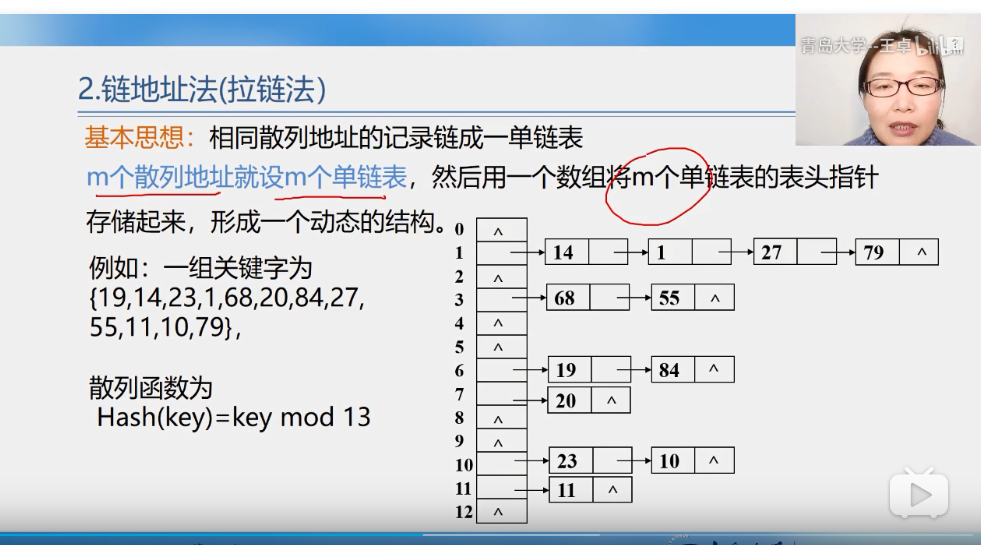 青岛大学--王卓
bilibili
2.链地址法(拉链法)
基本思想：相同散列地址的记录链成一单链表
m个散列地址就设m个单链表，然后用一个数组将m个单链表的表头指针
存储起来，形成一个动态的结构。
例如：一组关键字为
{19,14,23,1,68,20,84,27,
55,11,10,79}，
散列函数为
Hash(key)=key mod 13
0 ^
1 14 1 27 79 ^
2 ^
3 68 55 ^
4 ^
5 ^
6 19 84 ^
7 20 ^
8 ^
9 ^
10 23 10 ^
11 11 ^
12 ^